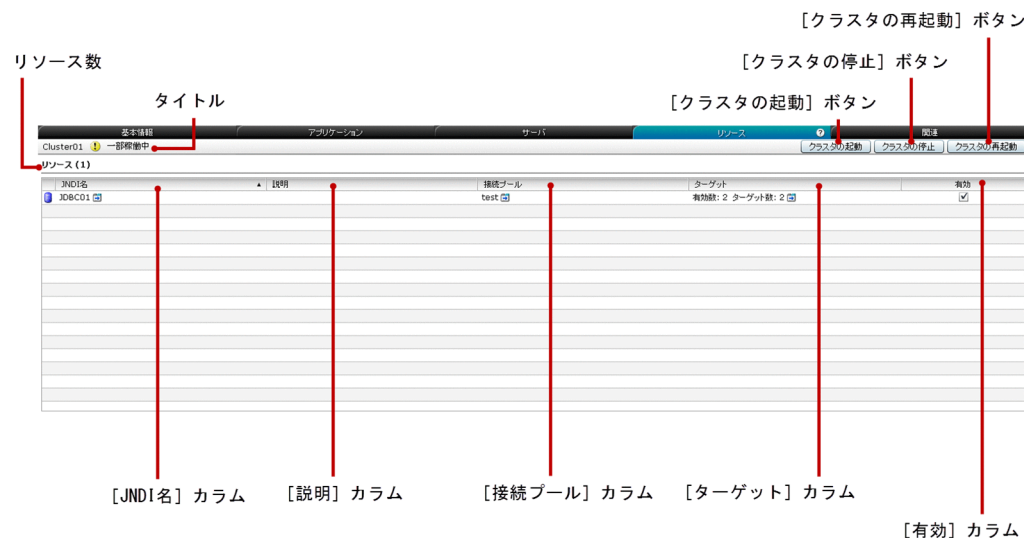 [クラスタの再起動] ボタン
リソース数
[クラスタの停止] ボタン
タイトル
[クラスタの起動] ボタン
基本情報 アプリケーション サーバ リソース ? 関連
Cluster01 ! 一部稼働中 クラスタの起動 クラスタの停止 クラスタの再起動
リソース (1)
JNDI名 ▲ 説明 接続プール ターゲット 有効
JDBC01 test 有効数: 2 ターゲット数: 2
[JNDI名] カラム
[説明] カラム
[接続プール] カラム
[ターゲット] カラム
[有効] カラム